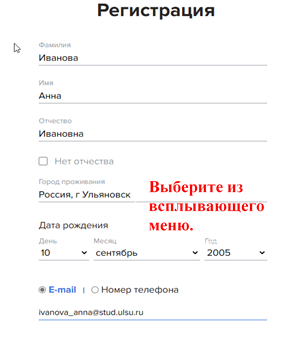 Регистрация
Фамилия
Иванова
Имя
Анна
Отчество
Ивановна
Нет отчества
Город проживания
Россия, г Ульяновск
Выберите из
всплывающего
меню.
Дата рождения
День Месяц Год
10 сентябрь 2005
E-mail | Номер телефона
ivanova_anna@stud.ulsu.ru